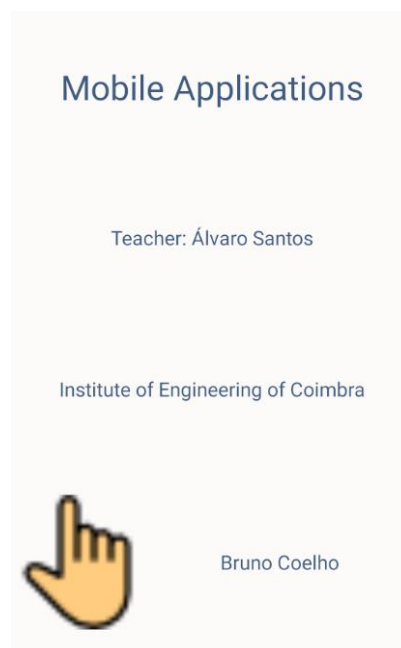 Mobile Applications
Teacher: Álvaro Santos
Institute of Engineering of Coimbra
Bruno Coelho